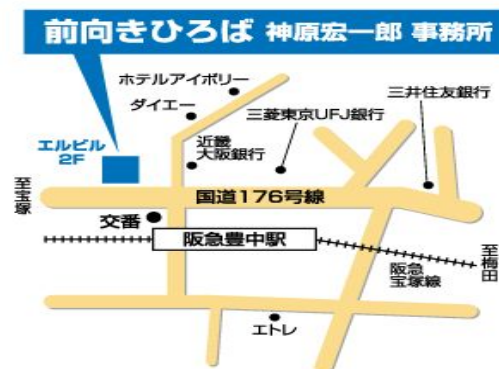 前向きひろば 神原宏一郎 事務所
ホテルアイボリー
ダイエー
三井住友銀行
三菱東京UFJ銀行
近畿
大阪銀行
エルビル
2F
至宝塚
国道176号線
交番
阪急豊中駅
至梅田
阪急
宝塚線
エトレ